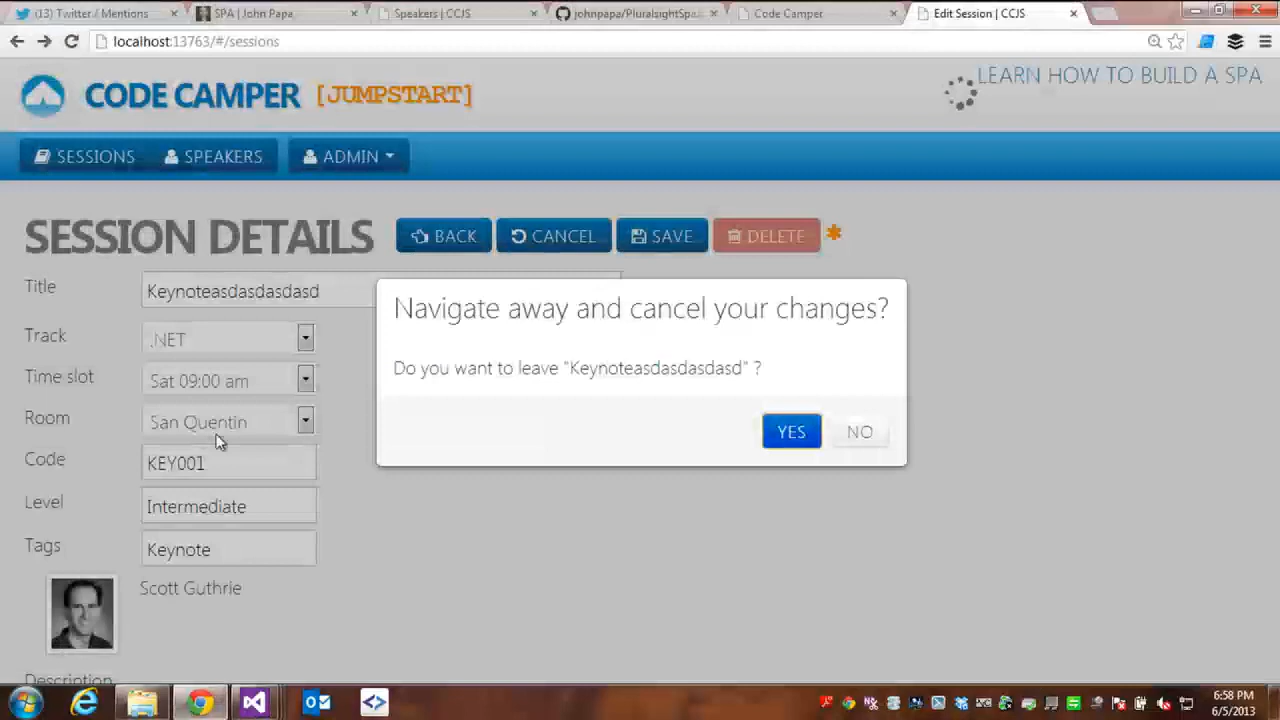 (13) Twitter / Mentions
SPA | John Papa
Speakers | CCJS
johnpapa/PluralsightSpa...
Code Camper
Edit Session | CCJS
localhost:13763/#/sessions
CODE CAMPER [JUMPSTART]
LEARN HOW TO BUILD A SPA
SESSIONS SPEAKERS ADMIN
SESSION DETAILS BACK CANCEL SAVE DELETE *
Title Keynoteasdasdasdasd
Track .NET
Time slot Sat 09:00 am
Room San Quentin
Code KEY001
Level Intermediate
Tags Keynote
Scott Guthrie
Description
Navigate away and cancel your changes?
Do you want to leave "Keynoteasdasdasdasd" ?
YES NO
6:58 PM
6/5/2013